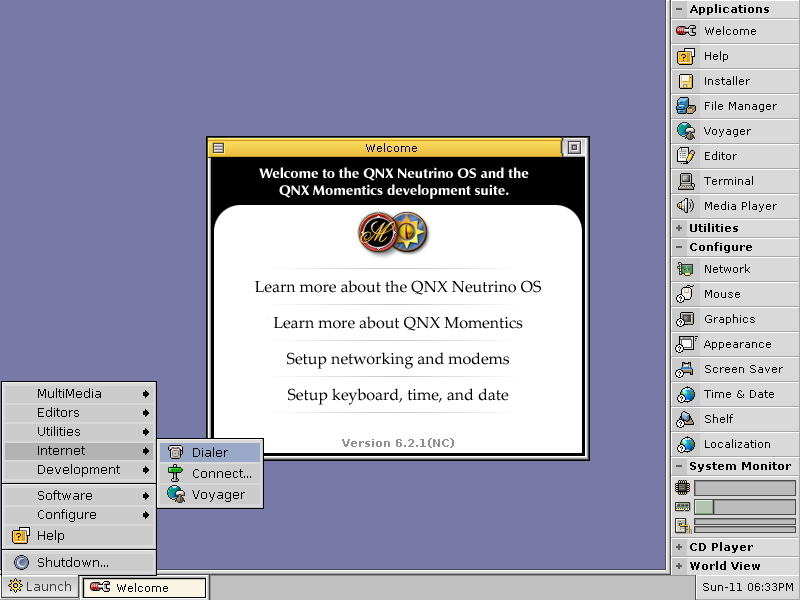 Welcome
Welcome to the QNX Neutrino OS and the
QNX Momentics development suite.
Learn more about the QNX Neutrino OS
Learn more about QNX Momentics
Setup networking and modems
Setup keyboard, time, and date
Version 6.2.1(NC)
MultiMedia
Editors
Utilities
Internet
Development
Software
Configure
Help
Shutdown...
Dialer
Connect...
Voyager
Launch
Welcome
Applications
Welcome
Help
Installer
File Manager
Voyager
Editor
Terminal
Media Player
Utilities
Configure
Network
Mouse
Graphics
Appearance
Screen Saver
Time & Date
Shelf
Localization
System Monitor
CD Player
World View
Sun-11 06:33PM